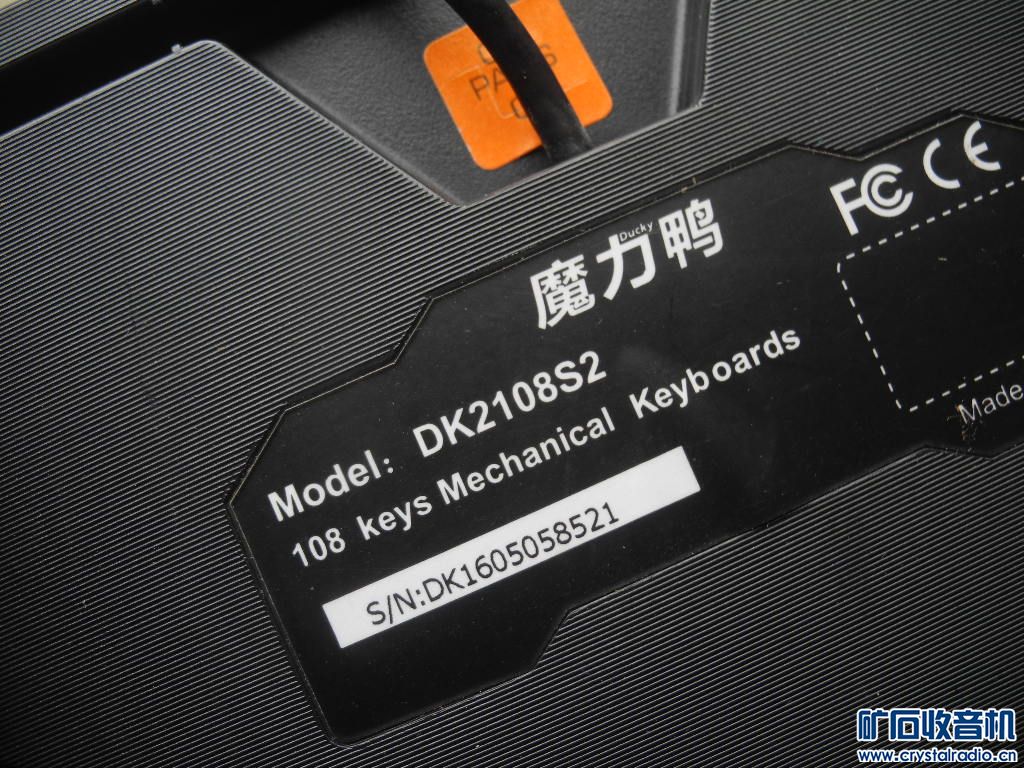 魔力鸭
Ducky
FC CE
Model: DK2108S2
108 keys Mechanical Keyboards
S/N:DK1605058521
Made
矿石收音机
www.crystalradio.cn